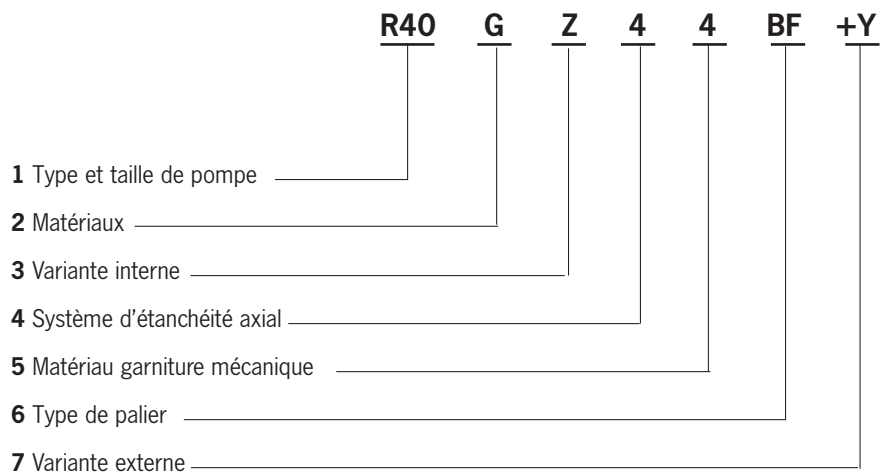 R40 G Z 4 4 BF +Y
1 Type et taille de pompe
2 Matériaux
3 Variante interne
4 Système d'étanchéité axial
5 Matériau garniture mécanique
6 Type de palier
7 Variante externe